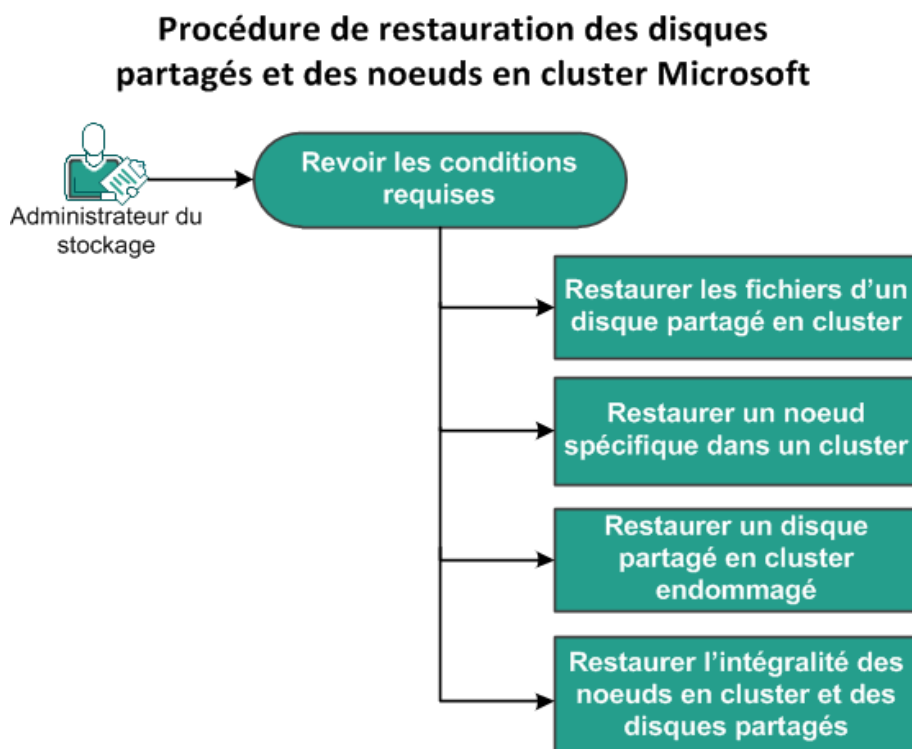 Procédure de restauration des disques
partagés et des noeuds en cluster Microsoft
Administrateur du
stockage
Revoir les conditions
requises
Restaurer les fichiers d’un
disque partagé en cluster
Restaurer un noeud
spécifique dans un cluster
Restaurer un disque
partagé en cluster
endommagé
Restaurer l’intégralité des
noeuds en cluster et des
disques partagés